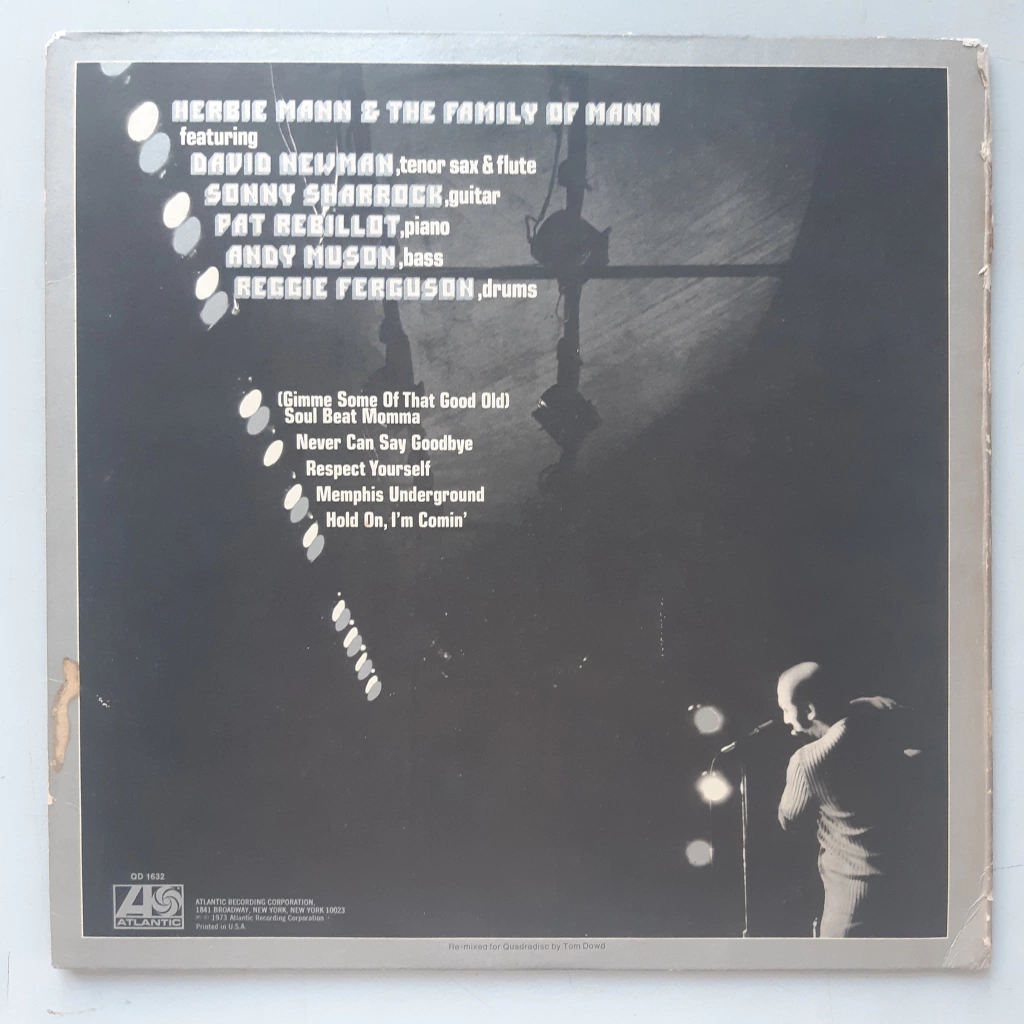 HERBIE MANN & THE FAMILY OF MANN
featuring
DAVID NEWMAN, tenor sax & flute
SONNY SHARROCK, guitar
PAT REBILLOT, piano
ANDY MUSON, bass
REGGIE FERGUSON, drums
(Gimme Some Of That Good Old)
Soul Beat Momma
Never Can Say Goodbye
Respect Yourself
Memphis Underground
Hold On, I'm Comin'
QD 1632
ATLANTIC
ATLANTIC RECORDING CORPORATION,
1841 BROADWAY, NEW YORK, NEW YORK 10023
© ℗ 1973 Atlantic Recording Corporation
Printed in U.S.A.
Re-mixed for Quadradisc by Tom Dowd